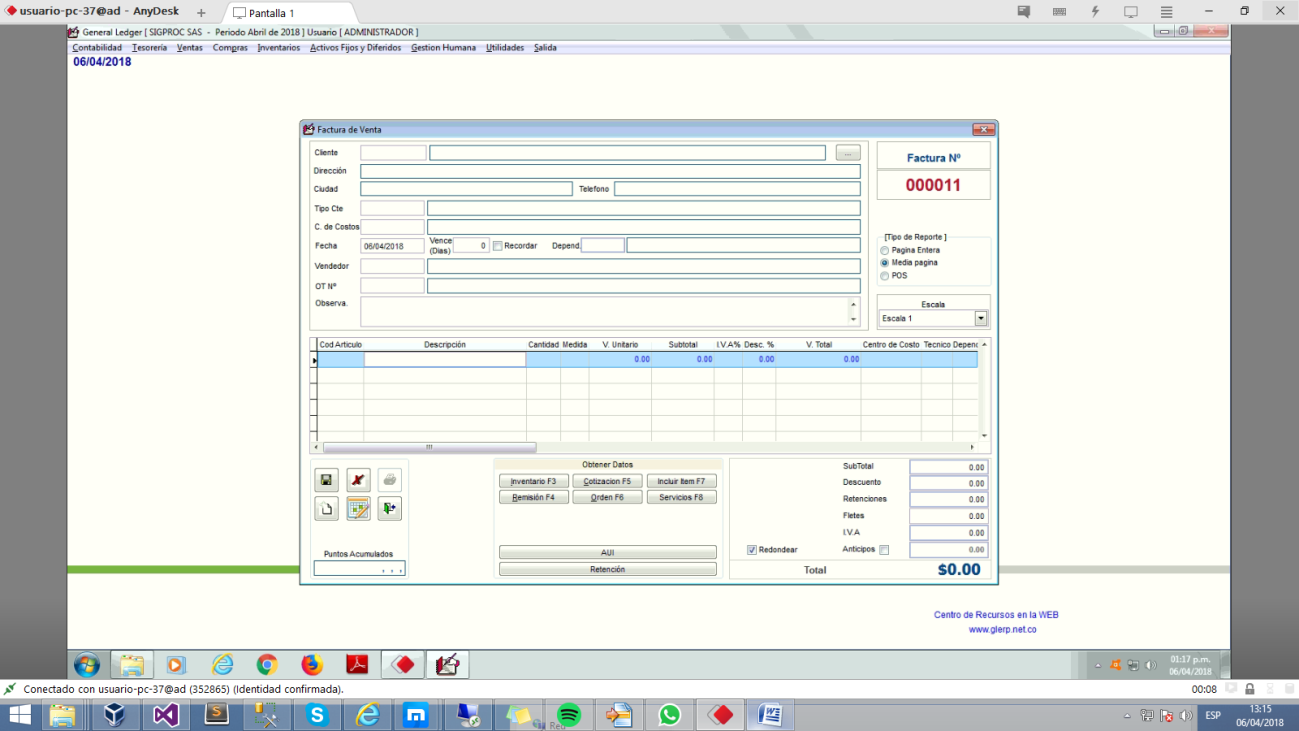 usuario-pc-37@ad - AnyDesk + Pantalla 1
General Ledger [ SIGPROC SAS - Periodo Abril de 2018 ] Usuario [ ADMINISTRADOR ]
Contabilidad Tesorería Ventas Compras Inventarios Activos Fijos y Diferidos Gestion Humana Utilidades Salida
06/04/2018
Factura de Venta
Cliente ...
Factura Nº
Dirección
000011
Ciudad Telefono
Tipo Cte
C. de Costos
[Tipo de Reporte ]
Fecha 06/04/2018 Vence (Dias) 0 Recordar Depend.
Pagina Entera
Vendedor
Media pagina
POS
OT Nº
Observa.
Escala
Escala 1
Cod Articulo Descripción Cantidad Medida V. Unitario Subtotal I.V.A% Desc. % V. Total Centro de Costo Tecnico Depenc
0.00 0.00 0.00 0.00
Obtener Datos
Inventario F3 Cotizacion F5 Incluir Item F7
Remisión F4 Orden F6 Servicios F8
AUI
Retención
Puntos Acumulados
, , ,
SubTotal 0.00
Descuento 0.00
Retenciones 0.00
Fletes 0.00
I.V.A 0.00
Redondear Anticipos 0.00
Total $0.00
Centro de Recursos en la WEB
www.glerp.net.co
01:17 p.m.
06/04/2018
Conectado con usuario-pc-37@ad (352865) (Identidad confirmada). 00:08
Red
ESP 13:15
06/04/2018